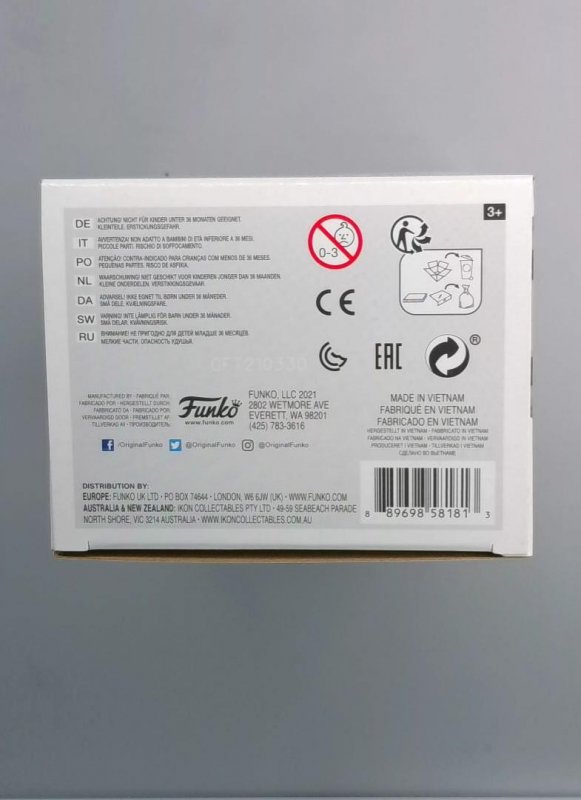 3+
DE ACHTUNG! NICHT FÜR KINDER UNTER 36 MONATEN GEEIGNET.
KLEINTEILE. ERSTICKUNGSGEFAHR.
IT AVVERTENZA! NON ADATTO A BAMBINI DI ETÀ INFERIORE A 36 MESI.
PICCOLE PARTI. RISCHIO DI SOFFOCAMENTO.
PO ATENÇÃO! CONTRA-INDICADO PARA CRIANÇAS COM MENOS DE 36 MESES.
PEQUENAS PARTES. RISCO DE ASFIXIA.
NL WAARSCHUWING! NIET GESCHIKT VOOR KINDEREN JONGER DAN 36 MAANDEN.
KLEINE ONDERDELEN. VERSTIKKINGSGEVAAR.
DA ADVARSEL! IKKE EGNET TIL BØRN UNDER 36 MÅNEDER.
SMÅ DELE. KVÆLNINGSFARE.
SW VARNING! INTE LÄMPLIG FÖR BARN UNDER 36 MÅNADER.
SMÅ DELAR. KVÄVNINGSRISK.
RU ВНИМАНИЕ! НЕ ПРИГОДНО ДЛЯ ДЕТЕЙ МЛАДШЕ 36 МЕСЯЦЕВ.
МЕЛКИЕ ЧАСТИ. ОПАСНОСТЬ УДУШЬЯ.
0-3
CE
EAC
®
MANUFACTURED BY - FABRIQUÉ PAR:
FABRICADO POR - HERGESTELLT DURCH:
FABBRICATO DA - FABRICADO POR:
VERVAARDIGD DOOR - FREMSTILLET AF:
TILLVERKAD AV - ПРОИЗВОДИТЕЛЬ:
Funko
www.funko.com
FUNKO, LLC 2021
2802 WETMORE AVE
EVERETT, WA 98201
(425) 783-3616
MADE IN VIETNAM
FABRIQUÉ EN VIETNAM
FABRICADO EN VIETNAM
HERGESTELLT IN VIETNAM - FABBRICATO IN VIETNAM
FABRICADO NA VIETNAM - VERVAARDIGD IN VIETNAM
PRODUCERET I VIETNAM - TILLVERKAD I VIETNAM
СДЕЛАНО ВО ВЬЕТНАМЕ
/OriginalFunko @OriginalFunko @OriginalFunko
DISTRIBUTION BY:
EUROPE: FUNKO UK LTD • PO BOX 74644 • LONDON, W6 6JW (UK) • WWW.FUNKO.COM
AUSTRALIA & NEW ZEALAND: IKON COLLECTABLES PTY LTD • 49-59 SEABEACH PARADE
NORTH SHORE, VIC 3214 AUSTRALIA • WWW.IKONCOLLECTABLES.COM.AU
8 89698 58181 3